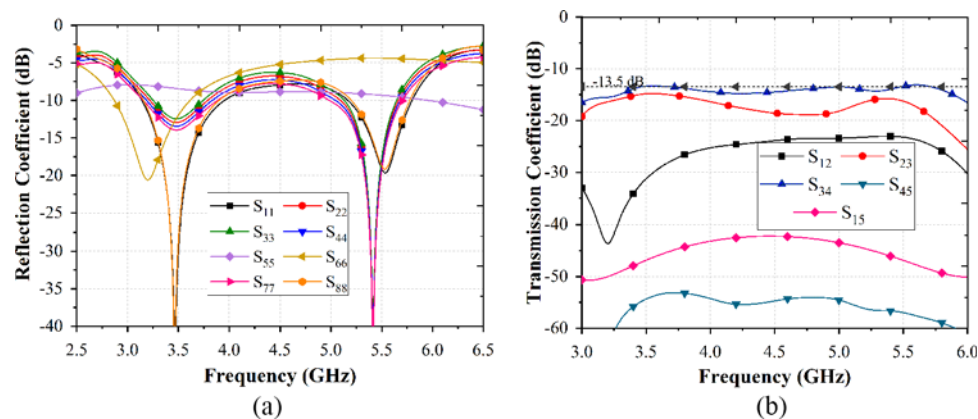 0
-5
-10
-15
-20
-25
-30
-35
-40
Reflection Coefficient (dB)
S11 S22
S33 S44
S55 S66
S77 S88
2.5 3.0 3.5 4.0 4.5 5.0 5.5 6.0 6.5
Frequency (GHz)
(a)
0
-10
-20
-30
-40
-50
-60
Transmission Coefficient (dB)
-13.5 dB
S12 S23
S34 S45
S15
3.0 3.5 4.0 4.5 5.0 5.5 6.0
Frequency (GHz)
(b)